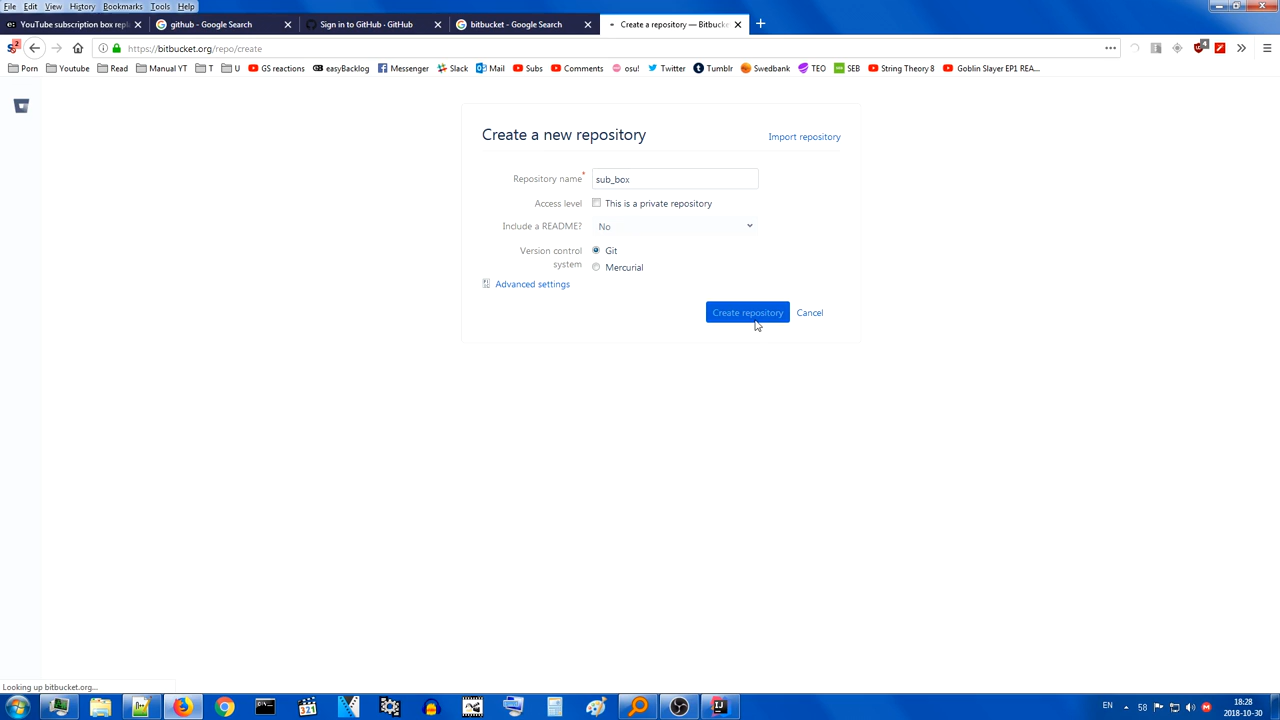 File Edit View History Bookmarks Tools Help
YouTube subscription box repl
github - Google Search
Sign in to GitHub · GitHub
bitbucket - Google Search
Create a repository — Bitbucke
https://bitbucket.org/repo/create
Porn Youtube Read Manual YT T U GS reactions easyBacklog Messenger Slack Mail Subs Comments osu! Twitter Tumblr Swedbank TEO SEB String Theory 8 Goblin Slayer EP1 REA...
Create a new repository
Import repository
Repository name* sub_box
Access level This is a private repository
Include a README? No
Version control system
Git
Mercurial
Advanced settings
Create repository Cancel
Looking up bitbucket.org...
EN 58 18:28
2018-10-30